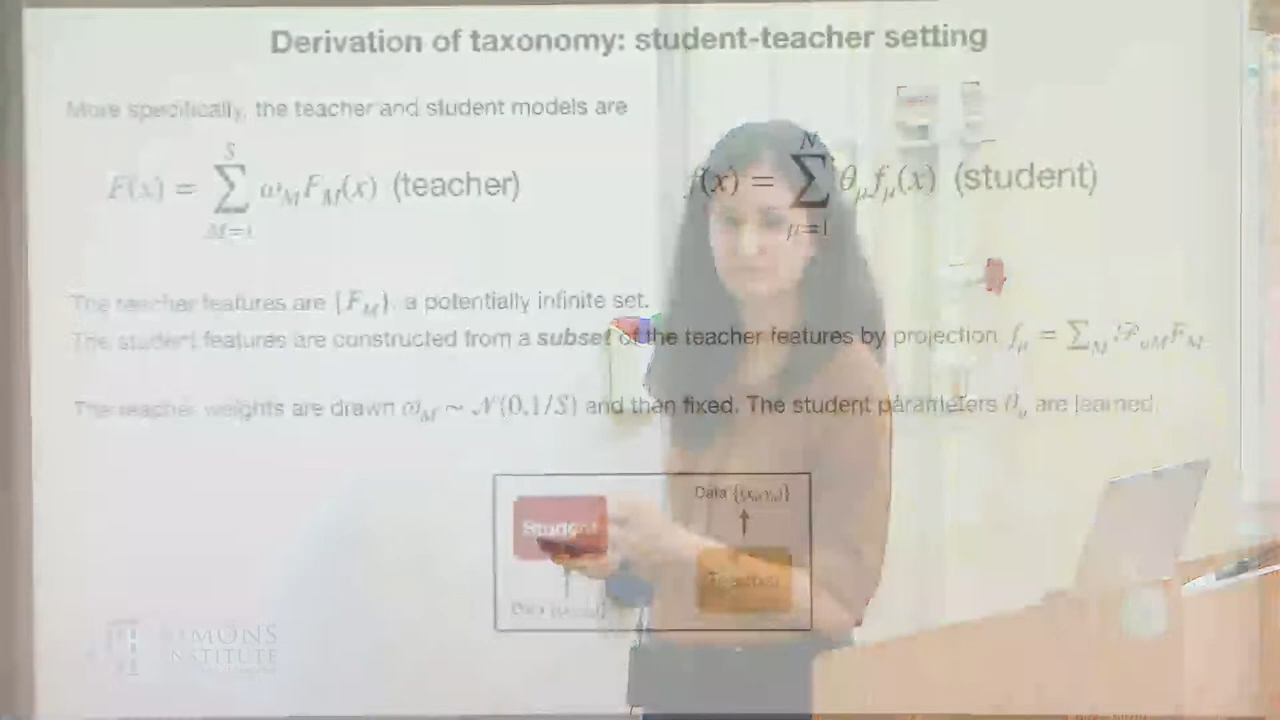 Derivation of taxonomy: student-teacher setting
More specifically, the teacher and student models are
F(x) = ∑_{M=1}^{S} ω_M F_M(x) (teacher)
f(x) = ∑_{μ=1}^{N} θ_μ f_μ(x) (student)
The teacher features are {F_M}, a potentially infinite set.
The student features are constructed from a subset of the teacher features by projection f_μ = ∑_M 𝒫_{μM} F_M
The teacher weights are drawn ω_M ~ 𝒩(0,1/S) and then fixed. The student parameters θ_μ are learned.
Student
Data
Data
Teacher
SIMONS
INSTITUTE